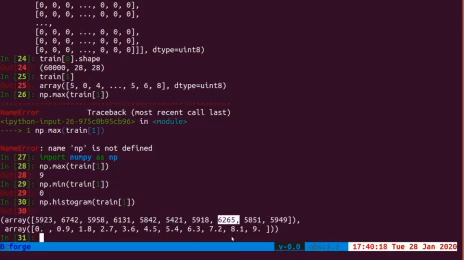 [0, 0, 0, ..., 0, 0, 0],
[0, 0, 0, ..., 0, 0, 0],
...,
[0, 0, 0, ..., 0, 0, 0],
[0, 0, 0, ..., 0, 0, 0],
[0, 0, 0, ..., 0, 0, 0]]], dtype=uint8)
In [24]: train[0].shape
24 (60000, 28, 28)
In [25]: train[1]
25 array([5, 0, 4, ..., 5, 6, 8], dtype=uint8)
In [26]: np.max(train[1])
NameError Traceback (most recent call last)
<ipython-input-26-975c0b95cb96> in <module>
----> 1 np.max(train[1])
NameError: name 'np' is not defined
In [27]: import numpy as np
In [28]: np.max(train[1])
28 9
In [29]: np.min(train[1])
29 0
In [30]: np.histogram(train[1])
30
(array([5923, 6742, 5958, 6131, 5842, 5421, 5918, 6265, 5851, 5949]),
array([0. , 0.9, 1.8, 2.7, 3.6, 4.5, 5.4, 6.3, 7.2, 8.1, 9. ]))
In [31]:
0 forge v-0.0 17:40:18 Tue 28 Jan 2020